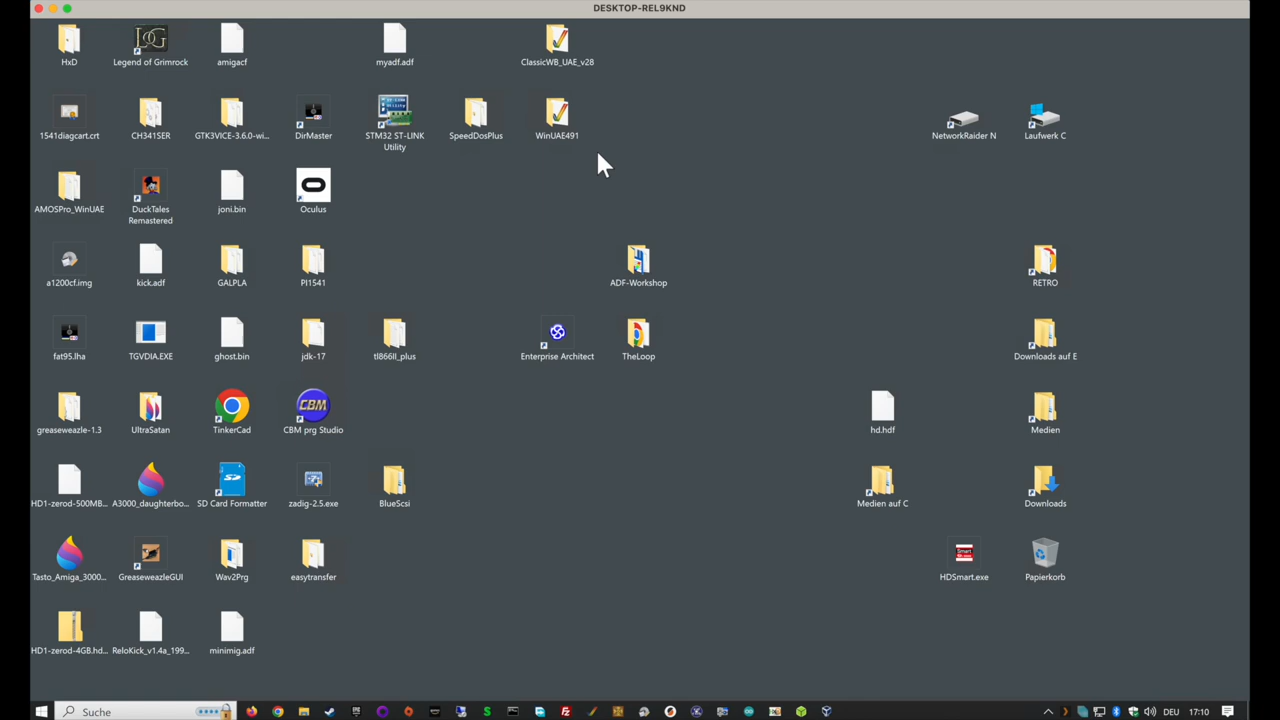 DESKTOP-REL9KND
HxD
Legend of Grimrock
amigacf
myadf.adf
ClassicWB_UAE_v28
1541diagcart.crt
CH341SER
GTK3VICE-3.6.0-wi...
DirMaster
STM32 ST-LINK
Utility
SpeedDosPlus
WinUAE491
NetworkRaider N
Laufwerk C
AMOSPro_WinUAE
DuckTales
Remastered
joni.bin
Oculus
a1200cf.img
kick.adf
GALPLA
PI1541
ADF-Workshop
RETRO
fat95.lha
TGVDIA.EXE
ghost.bin
jdk-17
tl866II_plus
Enterprise Architect
TheLoop
Downloads auf E
greaseweazle-1.3
UltraSatan
TinkerCad
CBM
CBM prg Studio
hd.hdf
Medien
HD1-zerod-500MB...
A3000_daughterbo...
SD Card Formatter
zadig-2.5.exe
BlueScsi
Medien auf C
Downloads
Tasto_Amiga_3000...
GreaseweazleGUI
Wav2Prg
easytransfer
HDSmart.exe
Papierkorb
HD1-zerod-4GB.hd...
ReloKick_v1.4a_199...
minimig.adf
Suche
DEU
17:10